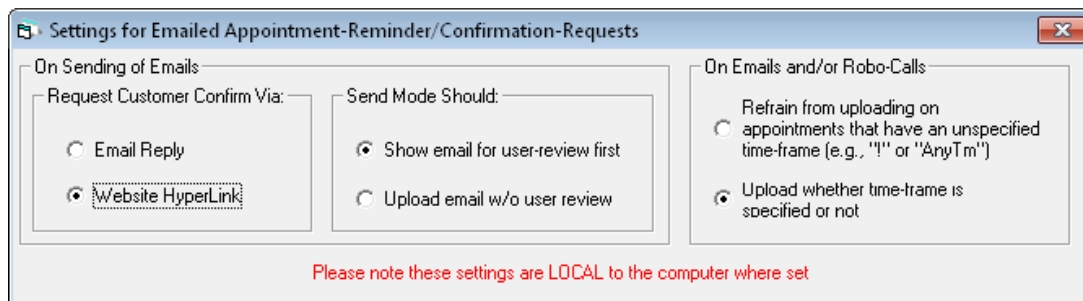 Settings for Emailed Appointment-Reminder/Confirmation-Requests
On Sending of Emails
Request Customer Confirm Via:
Email Reply
Website HyperLink
Send Mode Should:
Show email for user-review first
Upload email w/o user review
On Emails and/or Robo-Calls
Refrain from uploading on
appointments that have an unspecified
time-frame (e.g., "!" or "AnyTm")
Upload whether time-frame is
specified or not
Please note these settings are LOCAL to the computer where set